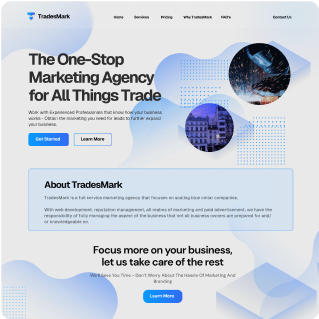 TradesMark
Home Services Pricing Why TradesMark FAQ's Contact Us
The One-Stop
Marketing Agency
for All Things Trade
Work with Experienced Professionals that know how your business
works - Obtain the marketing you need for leads to further expand
your business.
Get Started Learn More
About TradesMark
TradesMark is a full service marketing agency that focuses on aiding blue collar companies.
With web development, reputation management, all realms of marketing and paid advertisement, we have the
responsibility of fully managing the aspect of the business that not all business owners are prepared for and/
or knowledgeable on.
Focus more on your business,
let us take care of the rest
We'll Save You Time - Don't Worry About The Hassle Of Marketing And
Branding
Learn More